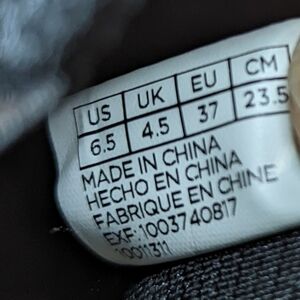 US UK EU CM
6.5 4.5 37 23.5
MADE IN CHINA
HECHO EN CHINA
FABRIQUE EN CHINE
EXF: 1003740817
10011311